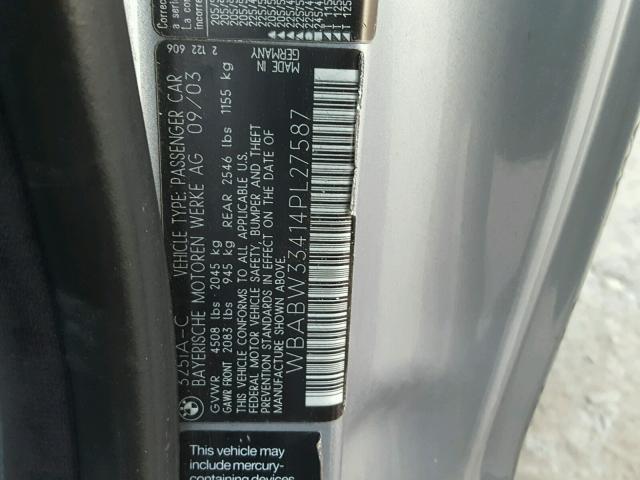 325IA-C VEHICLE TYPE PASSENGER CAR
BAYERISCHE MOTOREN WERKE AG 09/03
GVWR 4508 lbs 2045 kg
GAWR FRONT 2083 lbs 945 kg REAR 2546 lbs 1155 kg
THIS VEHICLE CONFORMS TO ALL APPLICABLE U.S.
FEDERAL MOTOR VEHICLE SAFETY, BUMPER AND THEFT
PREVENTION STANDARDS IN EFFECT ON THE DATE OF
MANUFACTURE SHOWN ABOVE.
WBABW33414PL27587
2 122 606
MADE IN
GERMANY
This vehicle may
include mercury-
containing